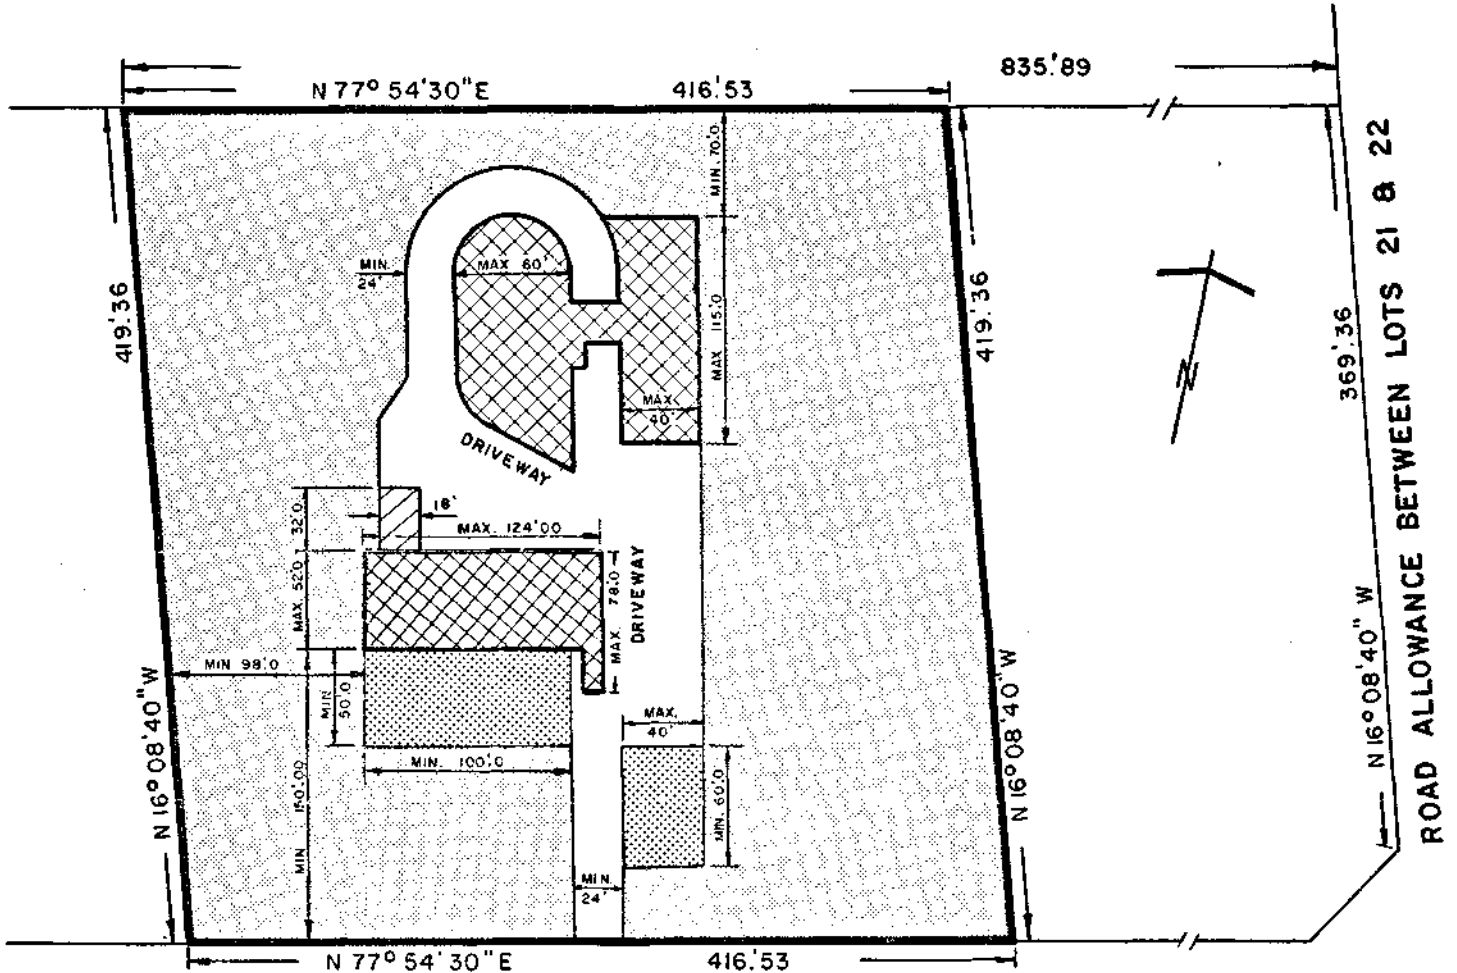 835.'89
N 77° 54'30"E 416.'53
MIN. 70.'0
MIN.
24'
MAX 60'
419.'36
419.'36
369.'36
MAX 115.'0
MAX.
40'
N
DRIVEWAY
32.'0
18'
MAX. 124'00
MAX. 52.'0
MAX 78.'0
DRIVEWAY
MIN 98.'0
MIN
50.'0
MAX.
40'
MIN. 100.'0
MIN 150.'00
MIN. 60.'0
MIN.
24'
N 16° 08'40" W
N 16° 08'40" W
N 16° 08'40" W
ROAD ALLOWANCE BETWEEN LOTS 21 & 22
N 77° 54'30"E 416.'53